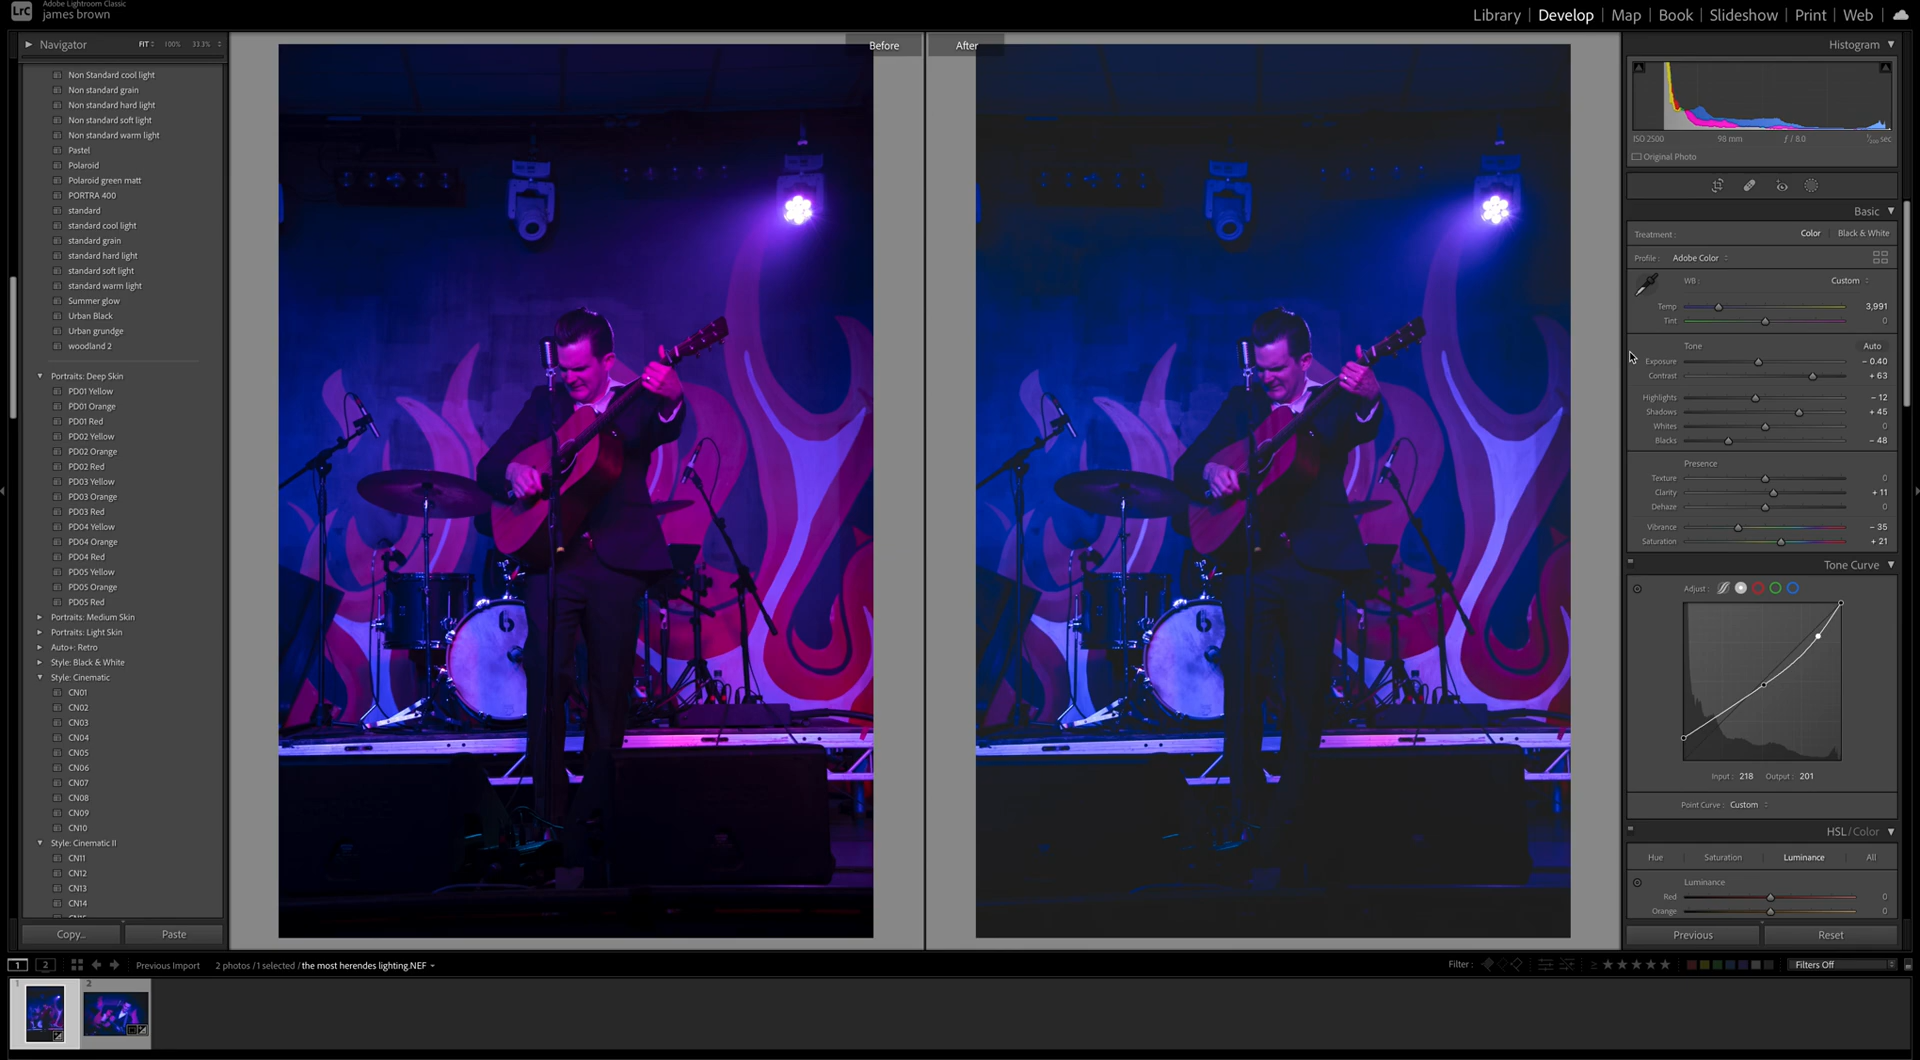 LrC
Adobe Lightroom Classic
james brown
Library | Develop | Map | Book | Slideshow | Print | Web
Navigator FIT 100% 33.3%
Non Standard cool light
Non standard grain
Non standard hard light
Non standard soft light
Non standard warm light
Pastel
Polaroid
Polaroid green matt
PORTRA 400
standard
standard cool light
standard grain
standard hard light
standard soft light
standard warm light
Summer glow
Urban Black
Urban grundge
woodland 2
Portraits: Deep Skin
PD01 Yellow
PD01 Orange
PD01 Red
PD02 Yellow
PD02 Orange
PD02 Red
PD03 Yellow
PD03 Orange
PD03 Red
PD04 Yellow
PD04 Orange
PD04 Red
PD05 Yellow
PD05 Orange
PD05 Red
Portraits: Medium Skin
Portraits: Light Skin
Auto+: Retro
Style: Black & White
Style: Cinematic
CN01
CN02
CN03
CN04
CN05
CN06
CN07
CN08
CN09
CN10
Style: Cinematic II
CN11
CN12
CN13
CN14
Copy... Paste
Before After
6
6
Histogram
ISO 2500 98 mm ƒ / 8.0 sec
Original Photo
Basic
Treatment : Color Black & White
Profile : Adobe Color
WB : Custom
Temp 3,991
Tint 0
Tone Auto
Exposure − 0.40
Contrast + 63
Highlights − 12
Shadows + 45
Whites 0
Blacks − 48
Presence
Texture 0
Clarity + 11
Dehaze 0
Vibrance − 35
Saturation + 21
Tone Curve
Adjust :
Input : 218 Output : 201
Point Curve : Custom
HSL / Color
Hue Saturation Luminance All
Luminance
Red 0
Orange 0
Previous Reset
1 2 Previous Import 2 photos / 1 selected / the most herendes lighting.NEF
Filter : ≥ ★ ★ ★ ★ ★ Filters Off
1 2